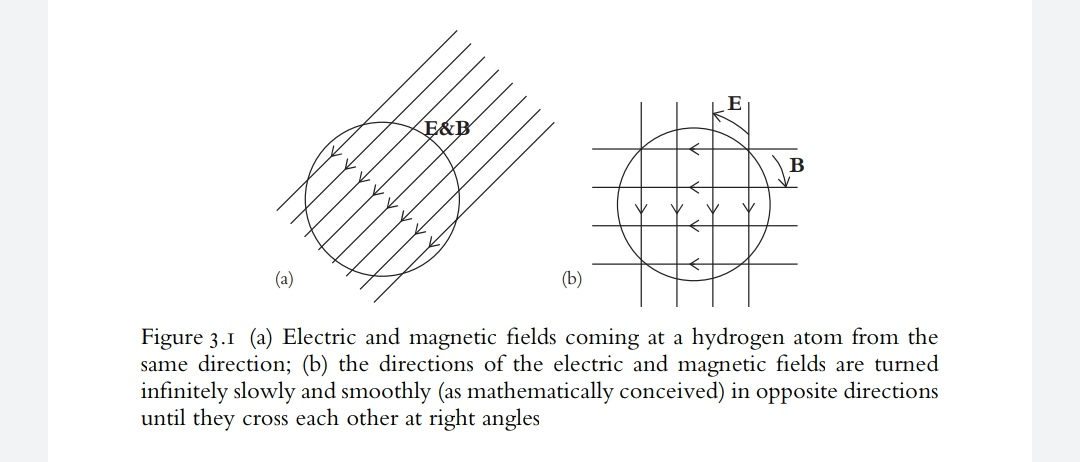 E&B
(a)
E
B
(b)
Figure 3.1 (a) Electric and magnetic fields coming at a hydrogen atom from the
same direction; (b) the directions of the electric and magnetic fields are turned
infinitely slowly and smoothly (as mathematically conceived) in opposite directions
until they cross each other at right angles